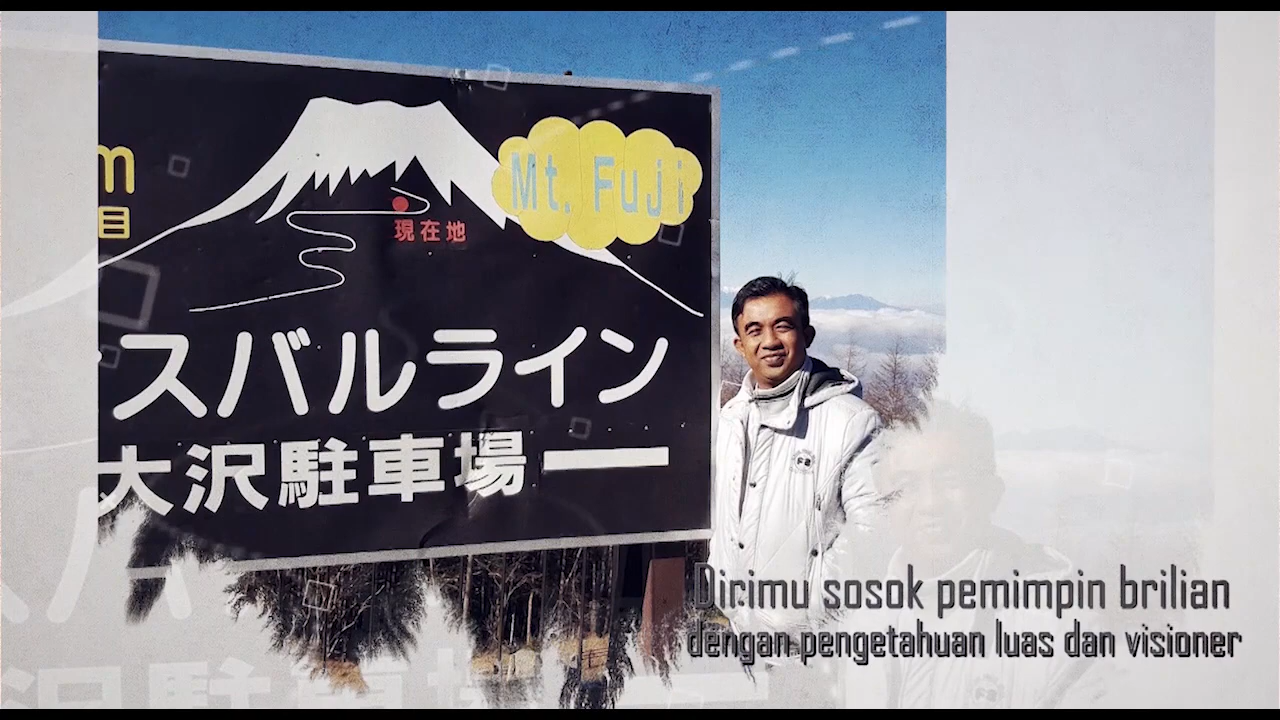 m
目
Mt. Fuji
現在地
スバルライン
大沢駐車場
Dirimu sosok pemimpin brilian
dengan pengetahuan luas dan visioner